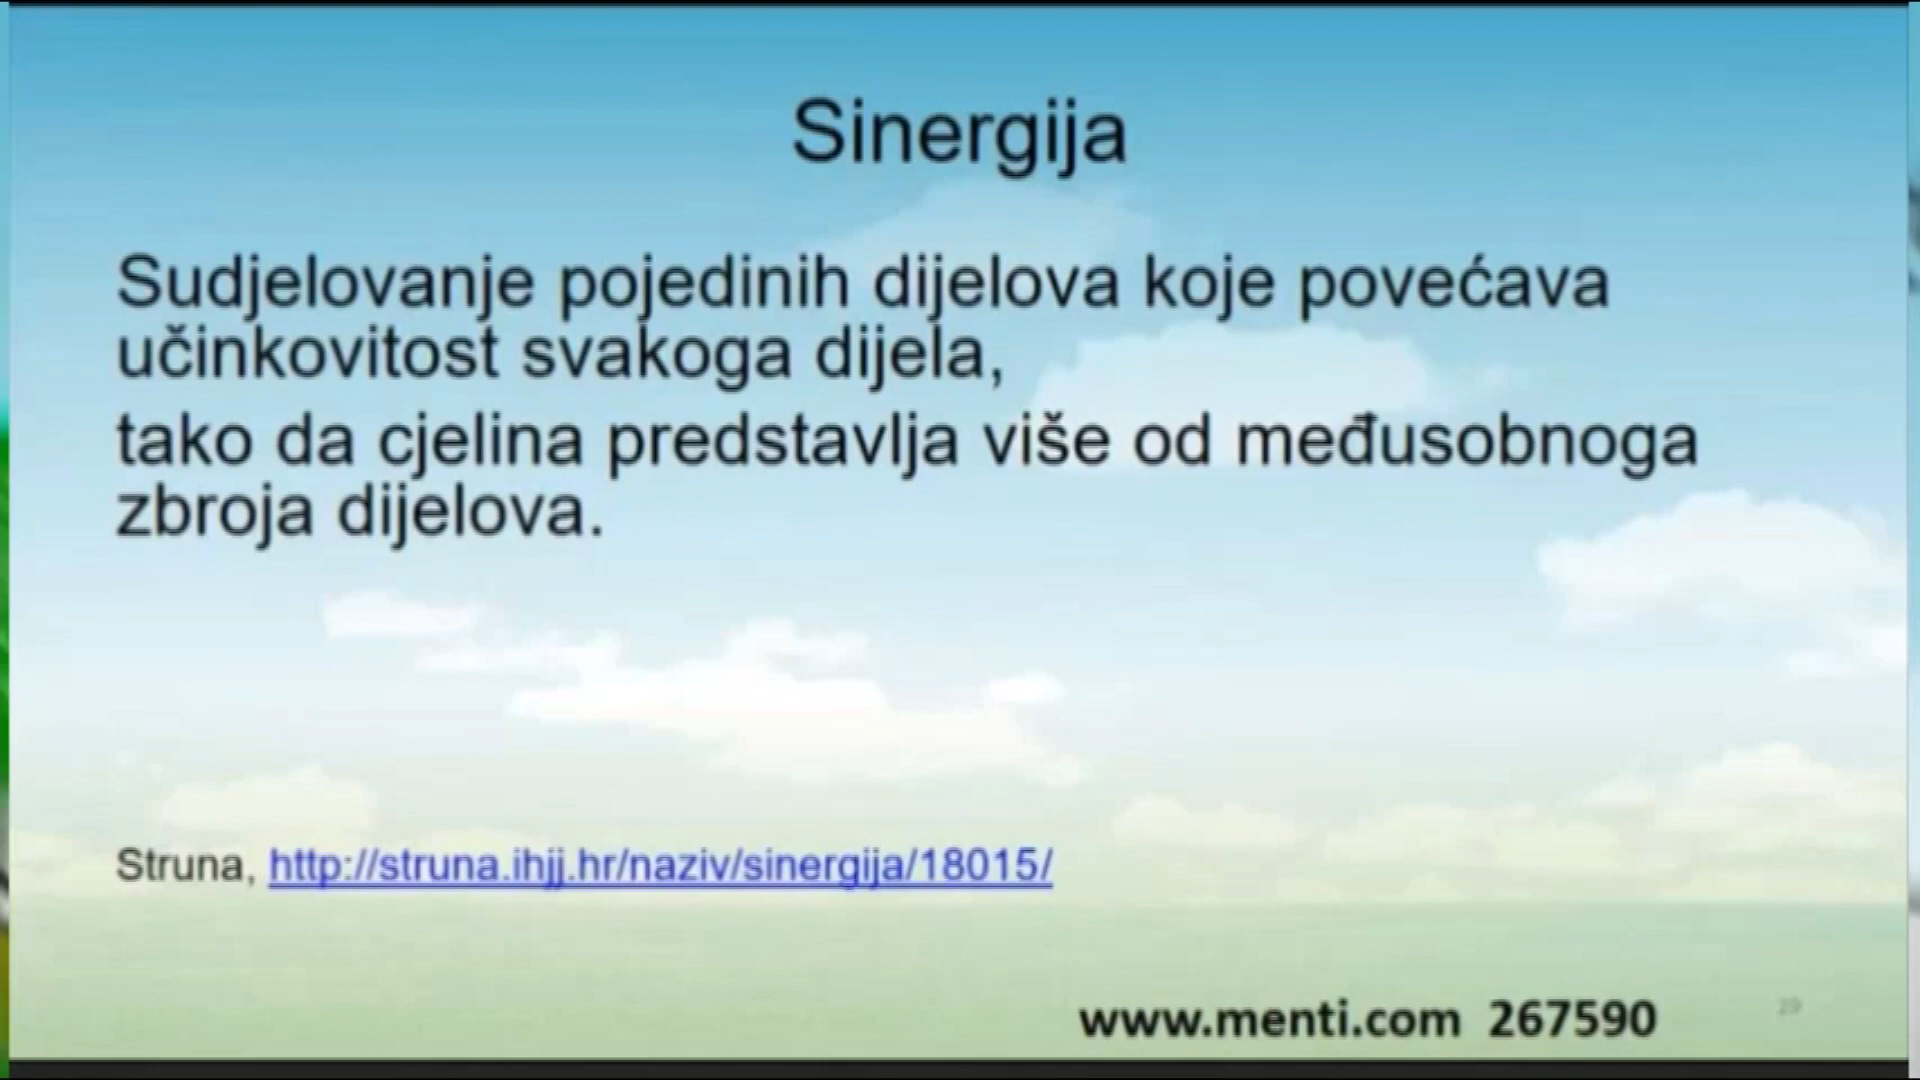 Sinergija
Sudjelovanje pojedinih dijelova koje povećava
učinkovitost svakoga dijela,
tako da cjelina predstavlja više od međusobnoga
zbroja dijelova.
Struna, http://struna.ihjj.hr/naziv/sinergija/18015/
www.menti.com 267590